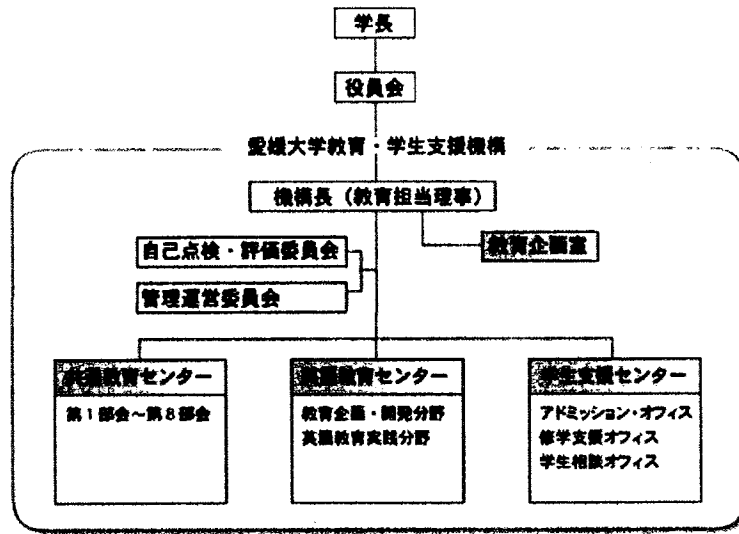 学長
役員会
愛媛大学教育・学生支援機構
機構長（教育担当理事）
教育企画室
自己点検・評価委員会
管理運営委員会
共通教育センター
英語教育センター
学生支援センター
第1部会～第8部会
教育企画・開発分野
英語教育実践分野
アドミッション・オフィス
修学支援オフィス
学生相談オフィス